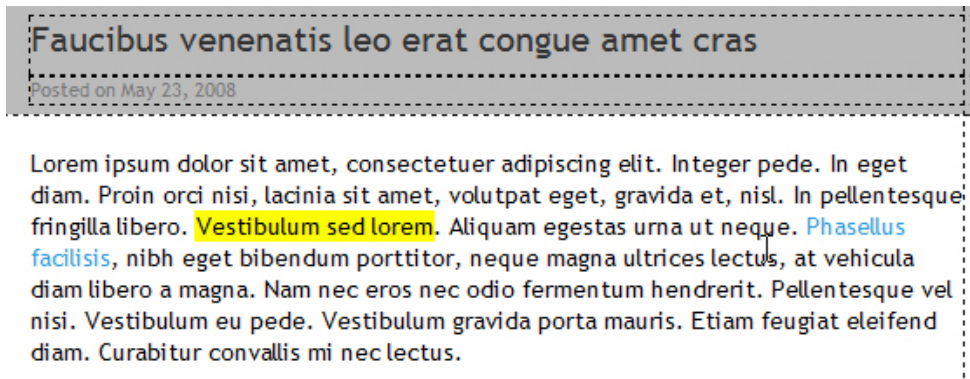 Faucibus venenatis leo erat congue amet cras
Posted on May 23, 2008
Lorem ipsum dolor sit amet, consectetuer adipiscing elit. Integer pede. In eget
diam. Proin orci nisi, lacinia sit amet, volutpat eget, gravida et, nisl. In pellentesque
fringilla libero. Vestibulum sed lorem. Aliquam egestas urna ut neque. Phasellus
facilisis, nibh eget bibendum porttitor, neque magna ultrices lectus, at vehicula
diam libero a magna. Nam nec eros nec odio fermentum hendrerit. Pellentesque vel
nisi. Vestibulum eu pede. Vestibulum gravida porta mauris. Etiam feugiat eleifend
diam. Curabitur convallis mi nec lectus.